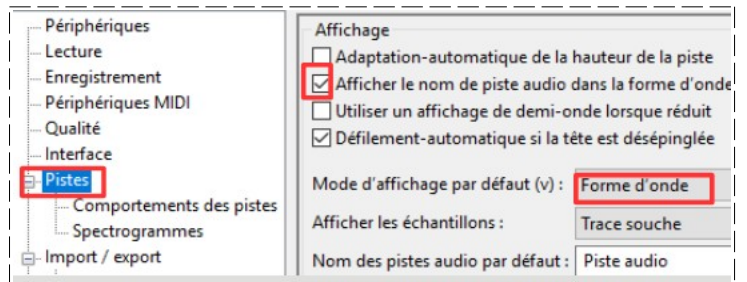 Périphériques
Lecture
Enregistrement
Périphériques MIDI
Qualité
Interface
Pistes
Comportements des pistes
Spectrogrammes
Import / export
Affichage
Adaptation-automatique de la hauteur de la piste
Afficher le nom de piste audio dans la forme d'onde
Utiliser un affichage de demi-onde lorsque réduit
Défilement-automatique si la tête est désépinglée
Mode d'affichage par défaut (v) : Forme d'onde
Afficher les échantillons : Trace souche
Nom des pistes audio par défaut : Piste audio